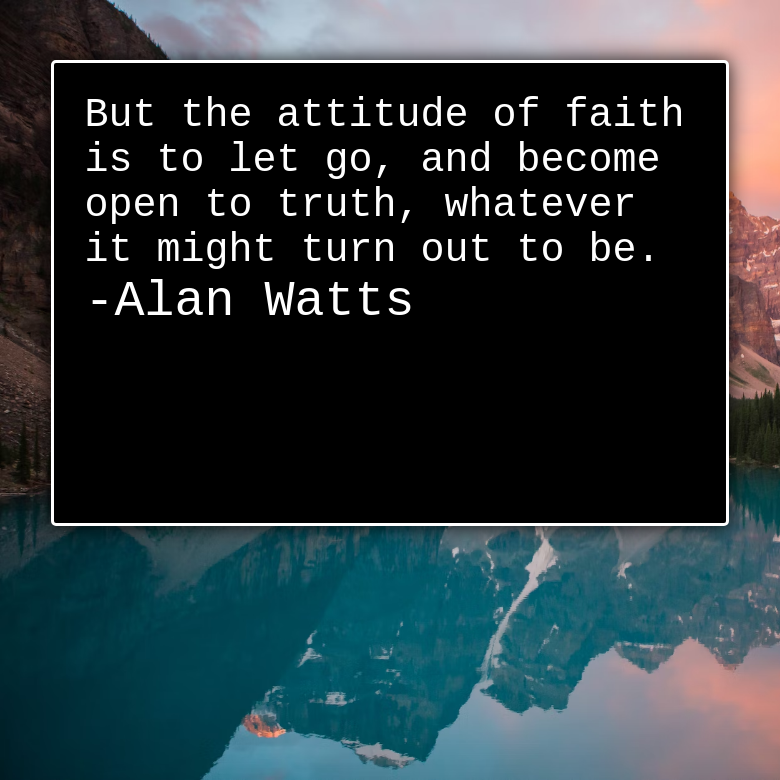 But the attitude of faith
is to let go, and become
open to truth, whatever
it might turn out to be.
-Alan Watts